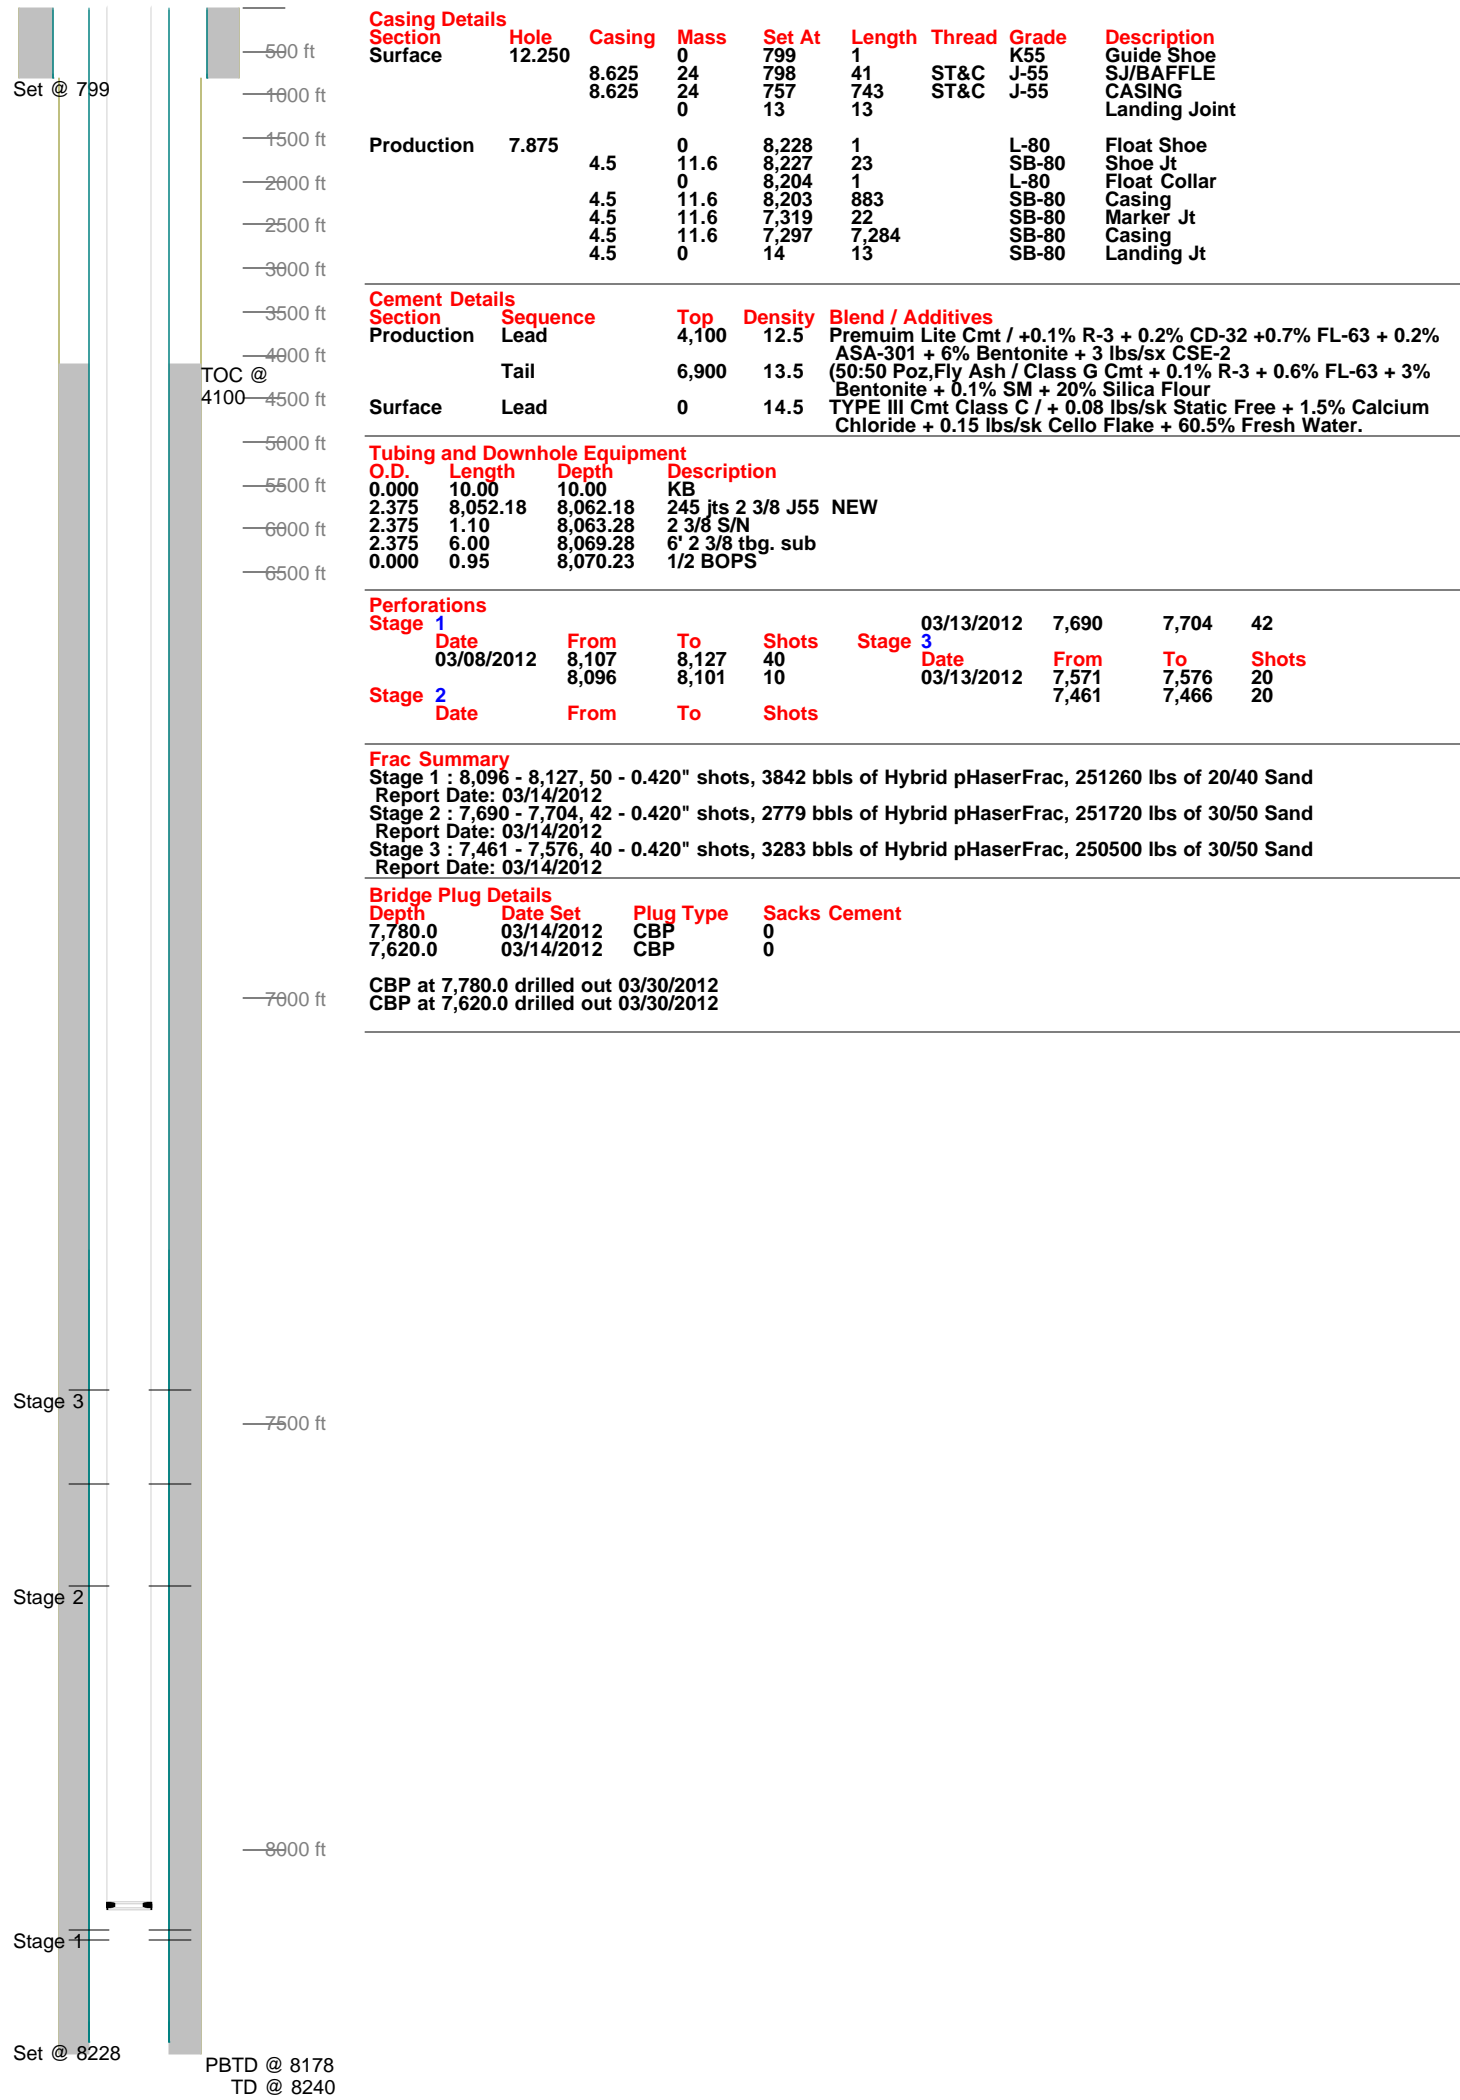 Set @ 799
500 ft
1000 ft
1500 ft
2000 ft
2500 ft
3000 ft
3500 ft
4000 ft
TOC @
4100
4500 ft
5000 ft
5500 ft
6000 ft
6500 ft
7000 ft
Stage 3
7500 ft
Stage 2
8000 ft
Stage 1
Set @ 8228
PBTD @ 8178
TD @ 8240
Casing Details
Section Hole Casing Mass Set At Length Thread Grade Description
Surface 12.250 0 799 1 K55 Guide Shoe
8.625 24 798 41 ST&C J-55 SJ/BAFFLE
8.625 24 757 743 ST&C J-55 CASING
0 13 13 Landing Joint
Production 7.875 0 8,228 1 L-80 Float Shoe
4.5 11.6 8,227 23 SB-80 Shoe Jt
0 8,204 1 L-80 Float Collar
4.5 11.6 8,203 883 SB-80 Casing
4.5 11.6 7,319 22 SB-80 Marker Jt
4.5 11.6 7,297 7,284 SB-80 Casing
4.5 0 14 13 SB-80 Landing Jt
Cement Details
Section Sequence Top Density Blend / Additives
Production Lead 4,100 12.5 Premuim Lite Cmt / +0.1% R-3 + 0.2% CD-32 +0.7% FL-63 + 0.2%
ASA-301 + 6% Bentonite + 3 lbs/sx CSE-2
Tail 6,900 13.5 (50:50 Poz,Fly Ash / Class G Cmt + 0.1% R-3 + 0.6% FL-63 + 3%
Bentonite + 0.1% SM + 20% Silica Flour
Surface Lead 0 14.5 TYPE III Cmt Class C / + 0.08 lbs/sk Static Free + 1.5% Calcium
Chloride + 0.15 lbs/sk Cello Flake + 60.5% Fresh Water.
Tubing and Downhole Equipment
O.D. Length Depth Description
0.000 10.00 10.00 KB
2.375 8,052.18 8,062.18 245 jts 2 3/8 J55 NEW
2.375 1.10 8,063.28 2 3/8 S/N
2.375 6.00 8,069.28 6' 2 3/8 tbg. sub
0.000 0.95 8,070.23 1/2 BOPS
Perforations
Stage 1
Date From To Shots
03/08/2012 8,107 8,127 40
8,096 8,101 10
Stage 2
Date From To Shots
03/13/2012 7,690 7,704 42
Stage 3
Date From To Shots
03/13/2012 7,571 7,576 20
7,461 7,466 20
Frac Summary
Stage 1 : 8,096 - 8,127, 50 - 0.420" shots, 3842 bbls of Hybrid pHaserFrac, 251260 lbs of 20/40 Sand
Report Date: 03/14/2012
Stage 2 : 7,690 - 7,704, 42 - 0.420" shots, 2779 bbls of Hybrid pHaserFrac, 251720 lbs of 30/50 Sand
Report Date: 03/14/2012
Stage 3 : 7,461 - 7,576, 40 - 0.420" shots, 3283 bbls of Hybrid pHaserFrac, 250500 lbs of 30/50 Sand
Report Date: 03/14/2012
Bridge Plug Details
Depth Date Set Plug Type Sacks Cement
7,780.0 03/14/2012 CBP 0
7,620.0 03/14/2012 CBP 0
CBP at 7,780.0 drilled out 03/30/2012
CBP at 7,620.0 drilled out 03/30/2012